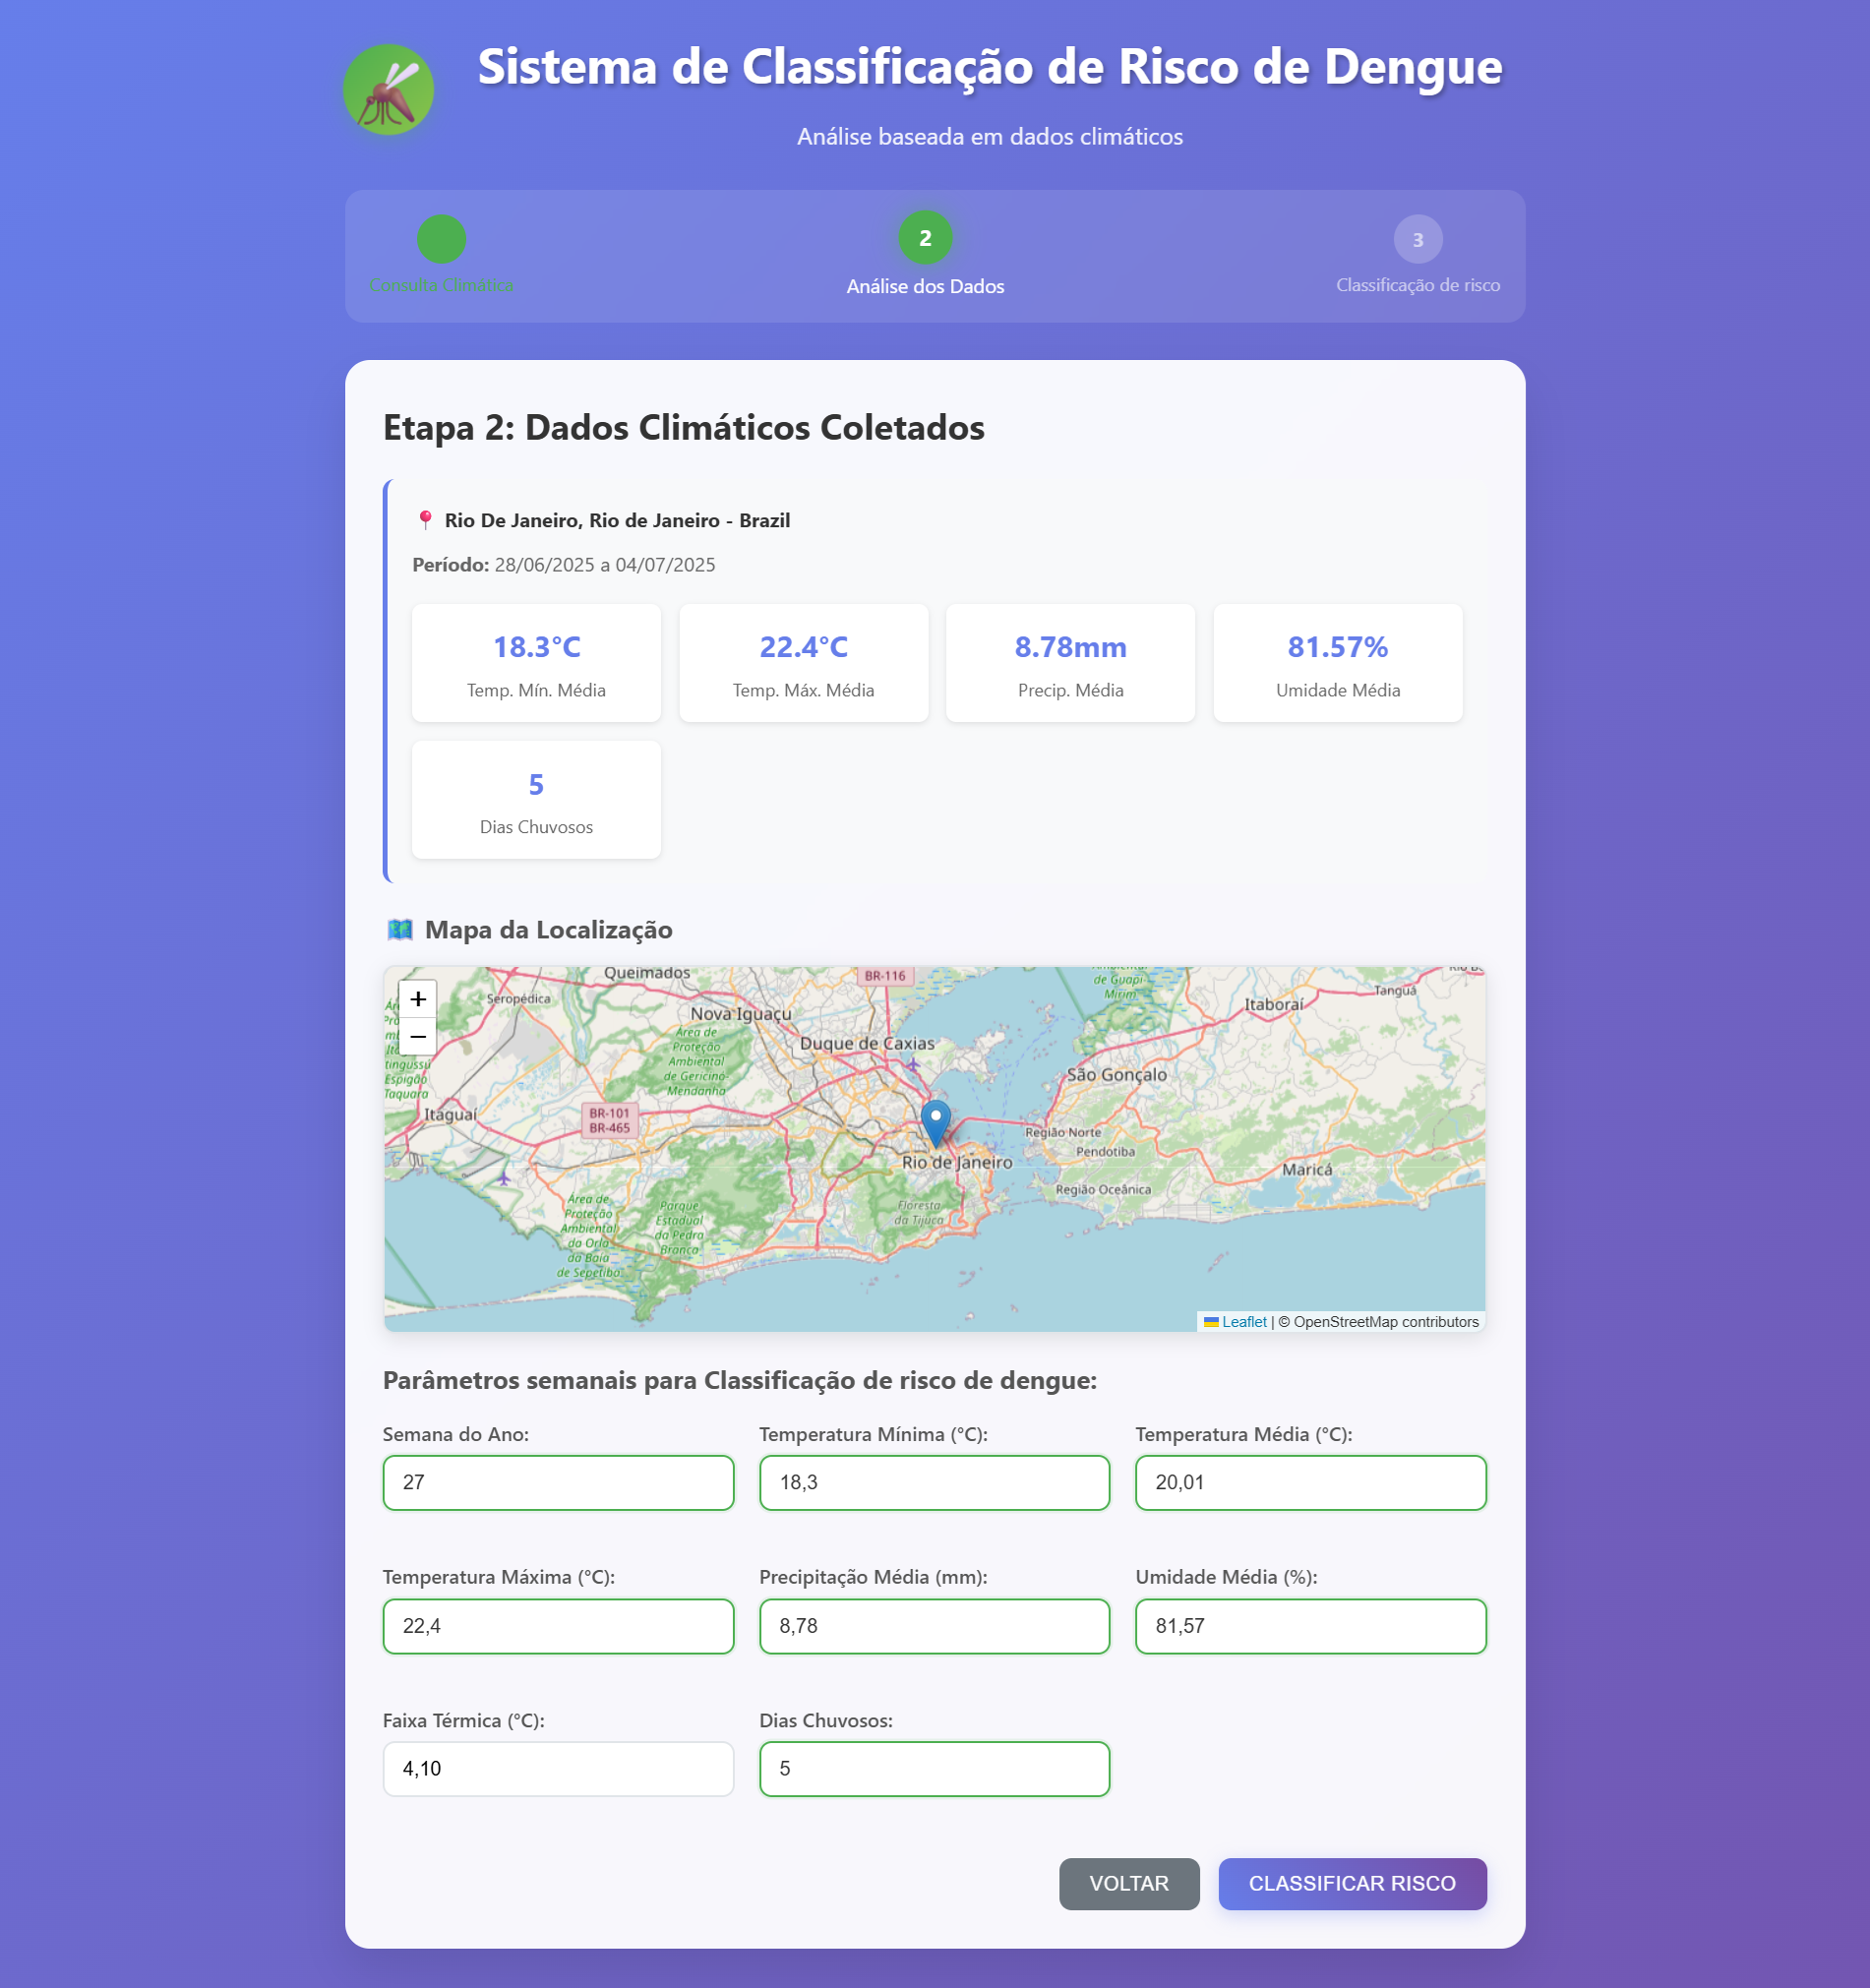 Sistema de Classificação de Risco de Dengue
Análise baseada em dados climáticos
2
3
Consulta Climática
Análise dos Dados
Classificação de risco
Etapa 2: Dados Climáticos Coletados
Rio De Janeiro, Rio de Janeiro - Brazil
Período: 28/06/2025 a 04/07/2025
18.3°C
Temp. Mín. Média
22.4°C
Temp. Máx. Média
8.78mm
Precip. Média
81.57%
Umidade Média
5
Dias Chuvosos
Mapa da Localização
+
−
Queimados
BR-116
de Guapi-
Mirim
Seropédica
Itaboraí
Tanguá
Nova Iguaçu
Área de
Proteção
Ambiental
de Gericinó-
Mendanha
Duque de Caxias
São Gonçalo
tingussú
Espigão
Taquara
Itaguaí
BR-101
BR-465
Região Norte
Pendotiba
Rio de Janeiro
Maricá
Região Oceânica
Área de
Proteção
Ambiental
da Orla
da Baía
de Sepetiba
Parque
Estadual
da Pedra
Branca
Floresta
da Tijuca
Leaflet | © OpenStreetMap contributors
Parâmetros semanais para Classificação de risco de dengue:
Semana do Ano:
27
Temperatura Mínima (°C):
18,3
Temperatura Média (°C):
20,01
Temperatura Máxima (°C):
22,4
Precipitação Média (mm):
8,78
Umidade Média (%):
81,57
Faixa Térmica (°C):
4,10
Dias Chuvosos:
5
VOLTAR
CLASSIFICAR RISCO